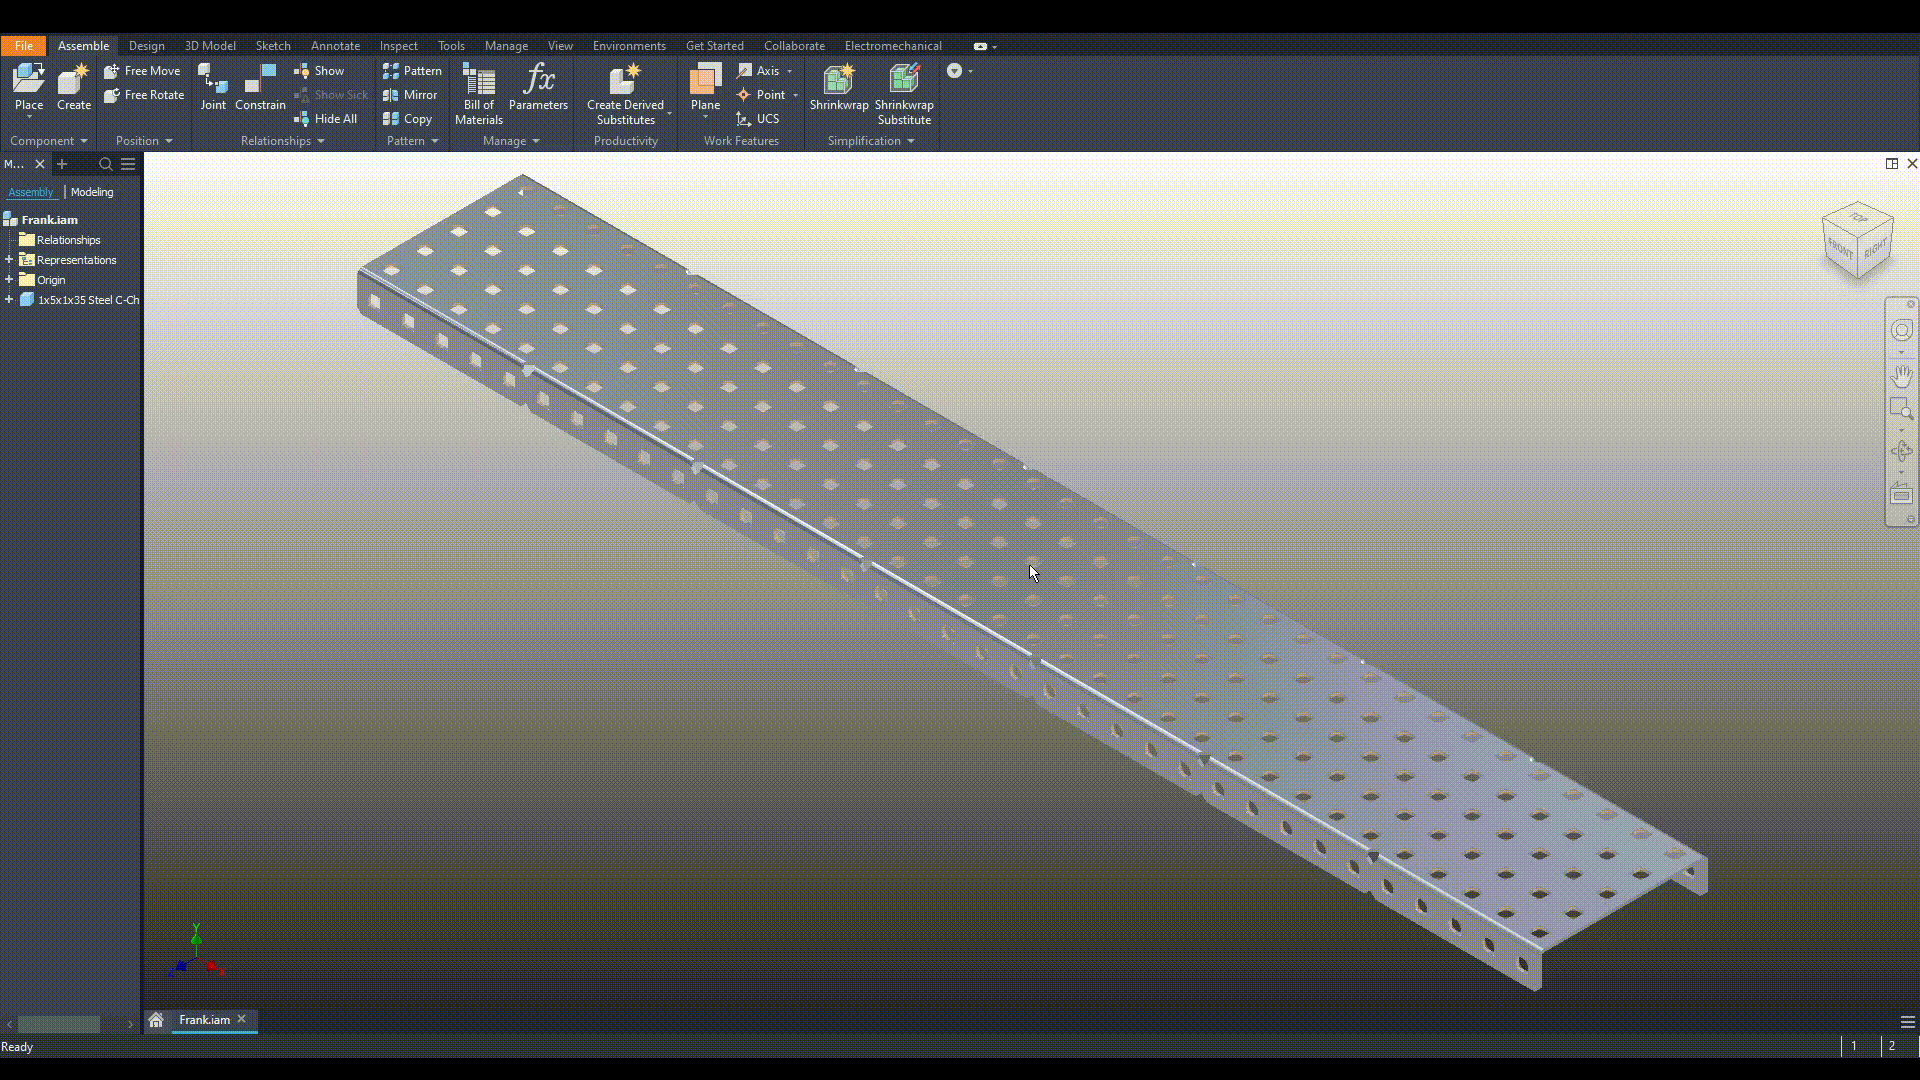 File Assemble Design 3D Model Sketch Annotate Inspect Tools Manage View Environments Get Started Collaborate Electromechanical
Place
Create
Free Move
Free Rotate
Joint
Constrain
Show
Show Sick
Hide All
Pattern
Mirror
Copy
Bill of
Materials
fx
Parameters
Create Derived
Substitutes
Plane
Axis
Point
UCS
Shrinkwrap
Shrinkwrap
Substitute
Component Position Relationships Pattern Manage Productivity Work Features Simplification
M...
Assembly | Modeling
Frank.iam
Relationships
Representations
Origin
1x5x1x35 Steel C-Ch
TOP
FRONT
RIGHT
Y
Z
X
Frank.iam
Ready
1 2